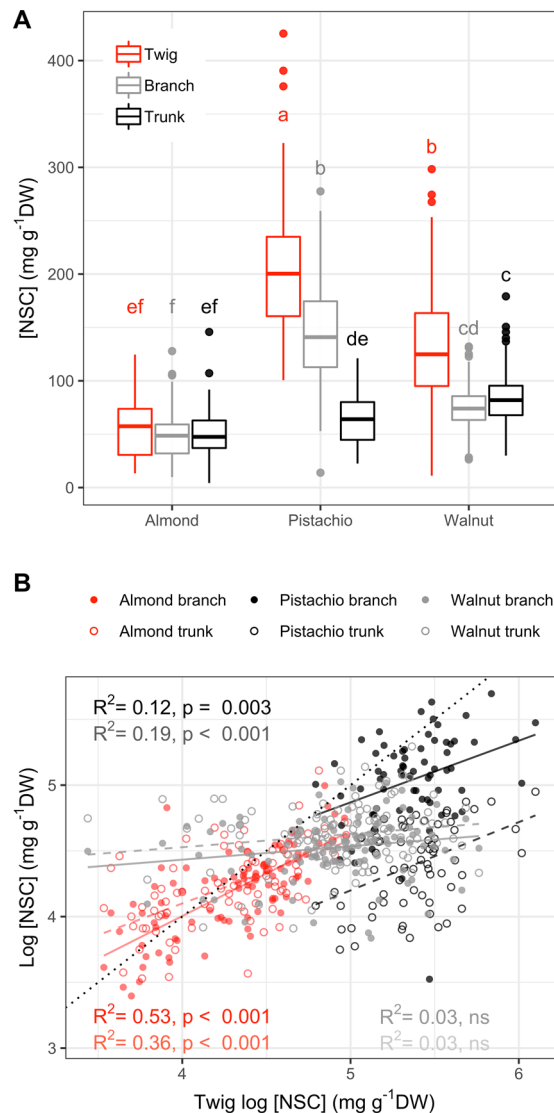 A
Twig
Branch
Trunk
a
b
b
c
ef
f
ef
cd
de
400
300
200
100
0
[NSC] (mg g⁻¹DW)
Almond Pistachio Walnut
B
Almond branch Pistachio branch Walnut branch
Almond trunk Pistachio trunk Walnut trunk
R²= 0.12, p = 0.003
R²= 0.19, p < 0.001
5
4
3
Log [NSC] (mg g⁻¹DW)
R²= 0.53, p < 0.001 R²= 0.03, ns
R²= 0.36, p < 0.001 R²= 0.03, ns
4 5 6
Twig log [NSC] (mg g⁻¹DW)